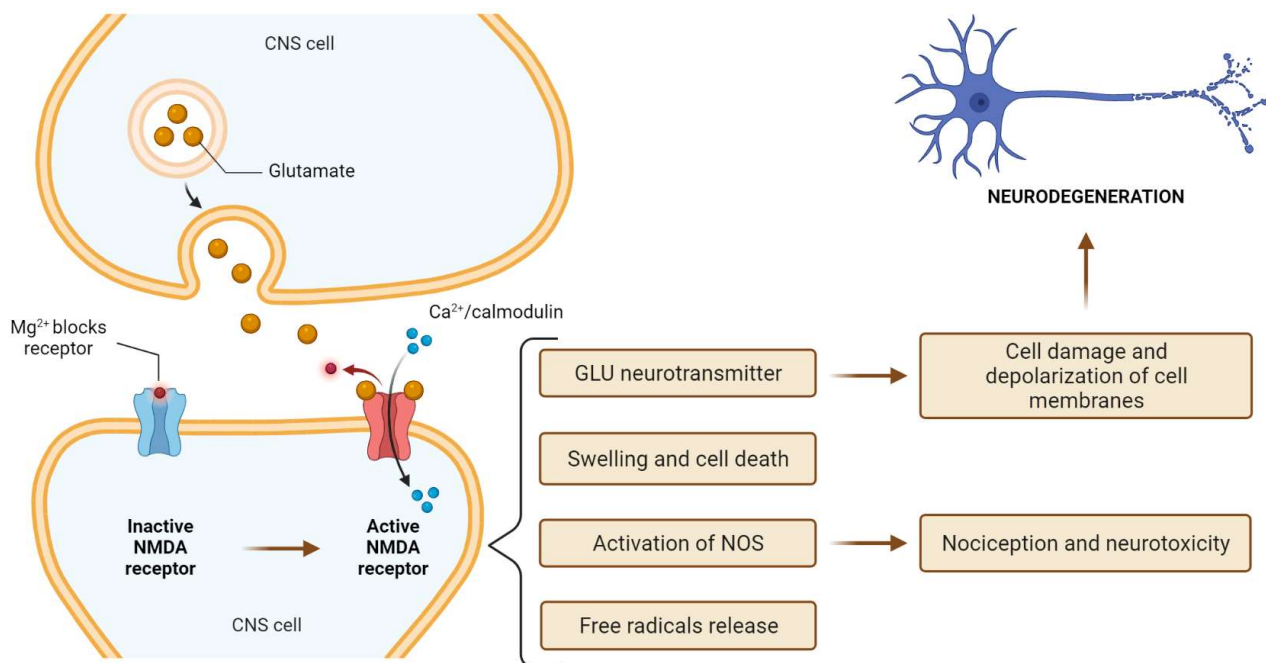 CNS cell
Glutamate
Mg²⁺ blocks
receptor
Ca²⁺/calmodulin
Inactive
NMDA
receptor
Active
NMDA
receptor
CNS cell
GLU neurotransmitter
Swelling and cell death
Activation of NOS
Free radicals release
NEURODEGENERATION
Cell damage and
depolarization of cell
membranes
Nociception and neurotoxicity